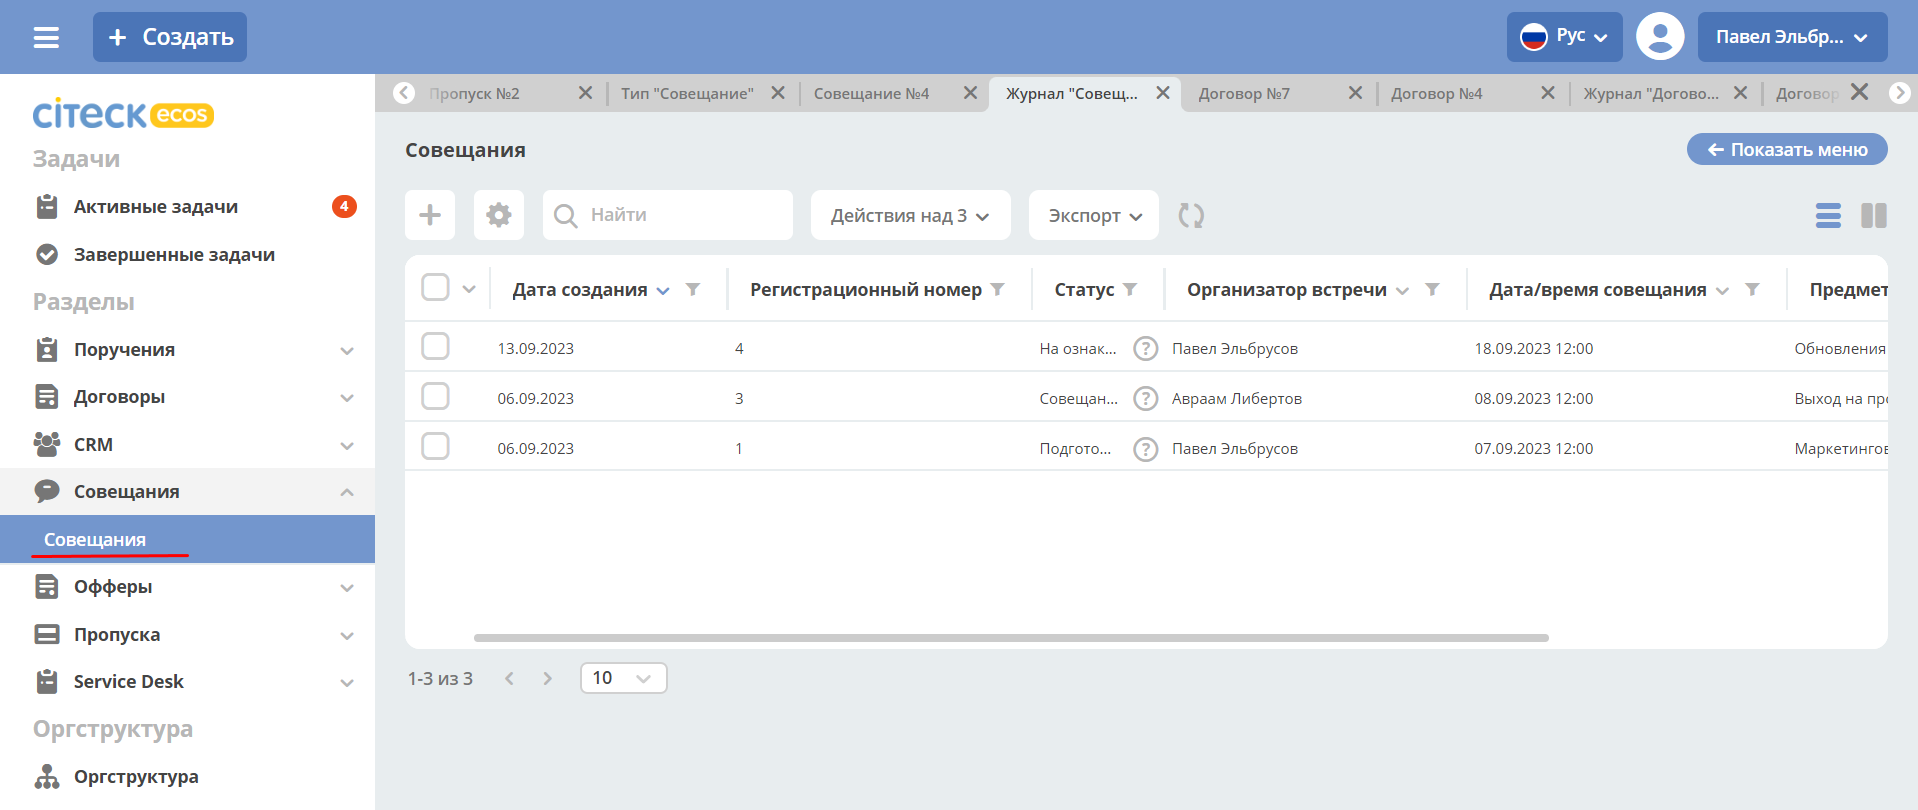 Создать
Рус
Павел Эльбр...
citeck ecos
Задачи
Активные задачи 4
Завершенные задачи
Разделы
Поручения
Договоры
CRM
Совещания
Совещания
Офферы
Пропуска
Service Desk
Оргструктура
Оргструктура
Пропуск №2
Тип "Совещание"
Совещание №4
Журнал "Совещ...
Договор №7
Договор №4
Журнал "Догово...
Договор
Совещания
Показать меню
Найти
Действия над 3
Экспорт
Дата создания Регистрационный номер Статус Организатор встречи Дата/время совещания Предмет
13.09.2023 4 На ознак... ? Павел Эльбрусов 18.09.2023 12:00 Обновления
06.09.2023 3 Совещан... ? Авраам Либертов 08.09.2023 12:00 Выход на про
06.09.2023 1 Подгото... ? Павел Эльбрусов 07.09.2023 12:00 Маркетингов
1-3 из 3
10